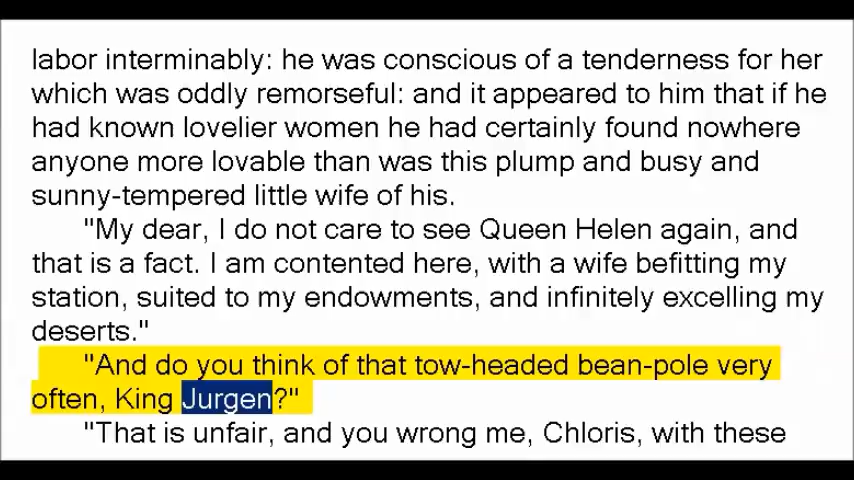 labor interminably: he was conscious of a tenderness for her
which was oddly remorseful: and it appeared to him that if he
had known lovelier women he had certainly found nowhere
anyone more lovable than was this plump and busy and
sunny-tempered little wife of his.
"My dear, I do not care to see Queen Helen again, and
that is a fact. I am contented here, with a wife befitting my
station, suited to my endowments, and infinitely excelling my
deserts."
"And do you think of that tow-headed bean-pole very
often, King Jurgen?"
"That is unfair, and you wrong me, Chloris, with these